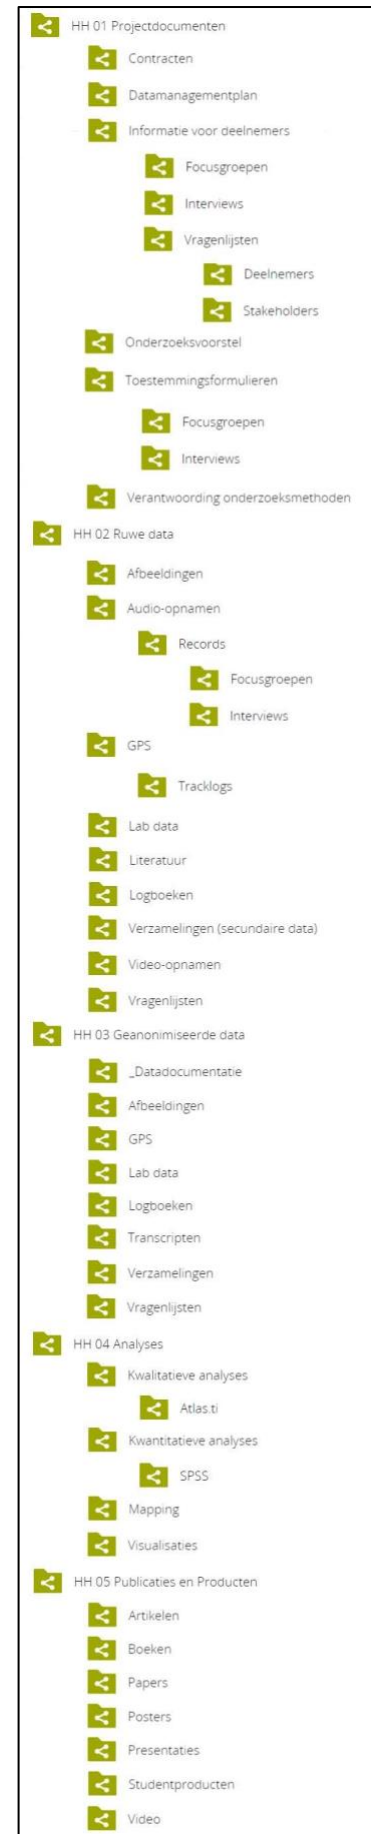 HH 01 Projectdocumenten
Contracten
Datamanagementplan
Informatie voor deelnemers
Focusgroepen
Interviews
Vragenlijsten
Deelnemers
Stakeholders
Onderzoeksvoorstel
Toestemmingsformulieren
Focusgroepen
Interviews
Verantwoording onderzoeksmethoden
HH 02 Ruwe data
Afbeeldingen
Audio-opnamen
Records
Focusgroepen
Interviews
GPS
Tracklogs
Lab data
Literatuur
Logboeken
Verzamelingen (secundaire data)
Video-opnamen
Vragenlijsten
HH 03 Geanonimiseerde data
_Datadocumentatie
Afbeeldingen
GPS
Lab data
Logboeken
Transcripten
Verzamelingen
Vragenlijsten
HH 04 Analyses
Kwalitatieve analyses
Atlas.ti
Kwantitatieve analyses
SPSS
Mapping
Visualisaties
HH 05 Publicaties en Producten
Artikelen
Boeken
Papers
Posters
Presentaties
Studentproducten
Video